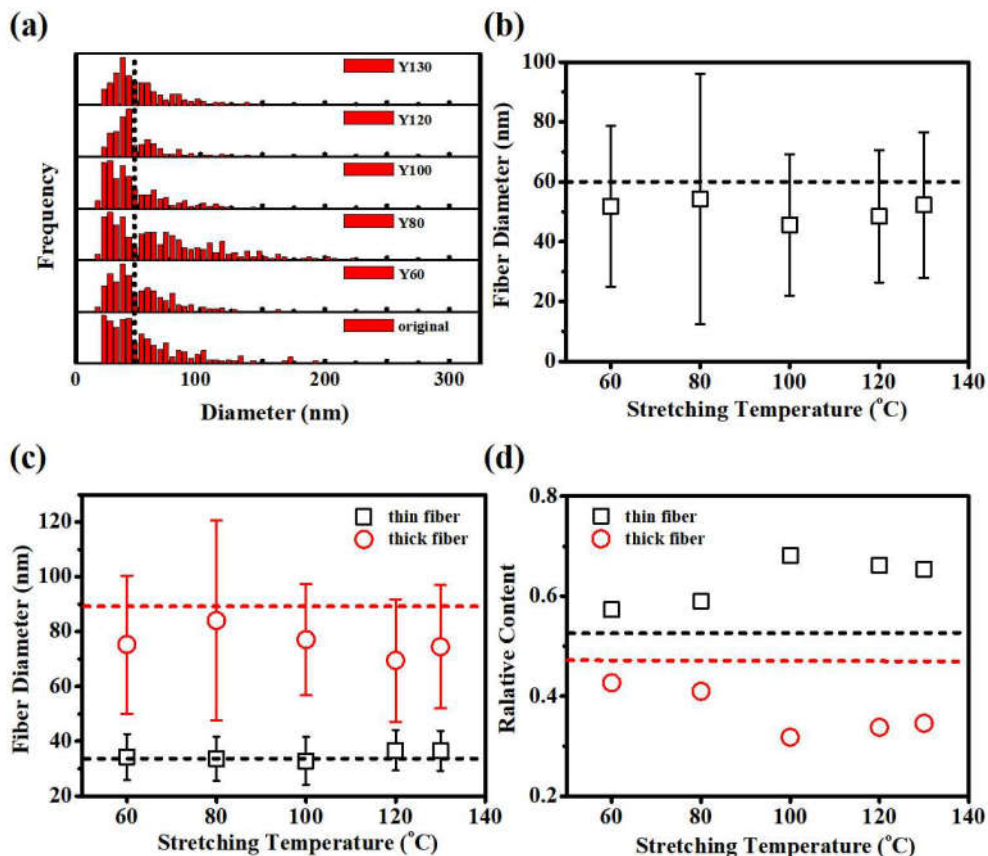 (a)
Y130
Y120
Y100
Y80
Y60
original
Frequency
0 100 200 300
Diameter (nm)
(b)
100
80
60
40
20
0
Fiber Diameter (nm)
60 80 100 120 140
Stretching Temperature (°C)
(c)
thin fiber
thick fiber
120
100
80
60
40
20
Fiber Diameter (nm)
60 80 100 120 140
Stretching Temperature (°C)
(d)
thin fiber
thick fiber
0.8
0.6
0.4
0.2
Ralative Content
60 80 100 120 140
Stretching Temperature (°C)